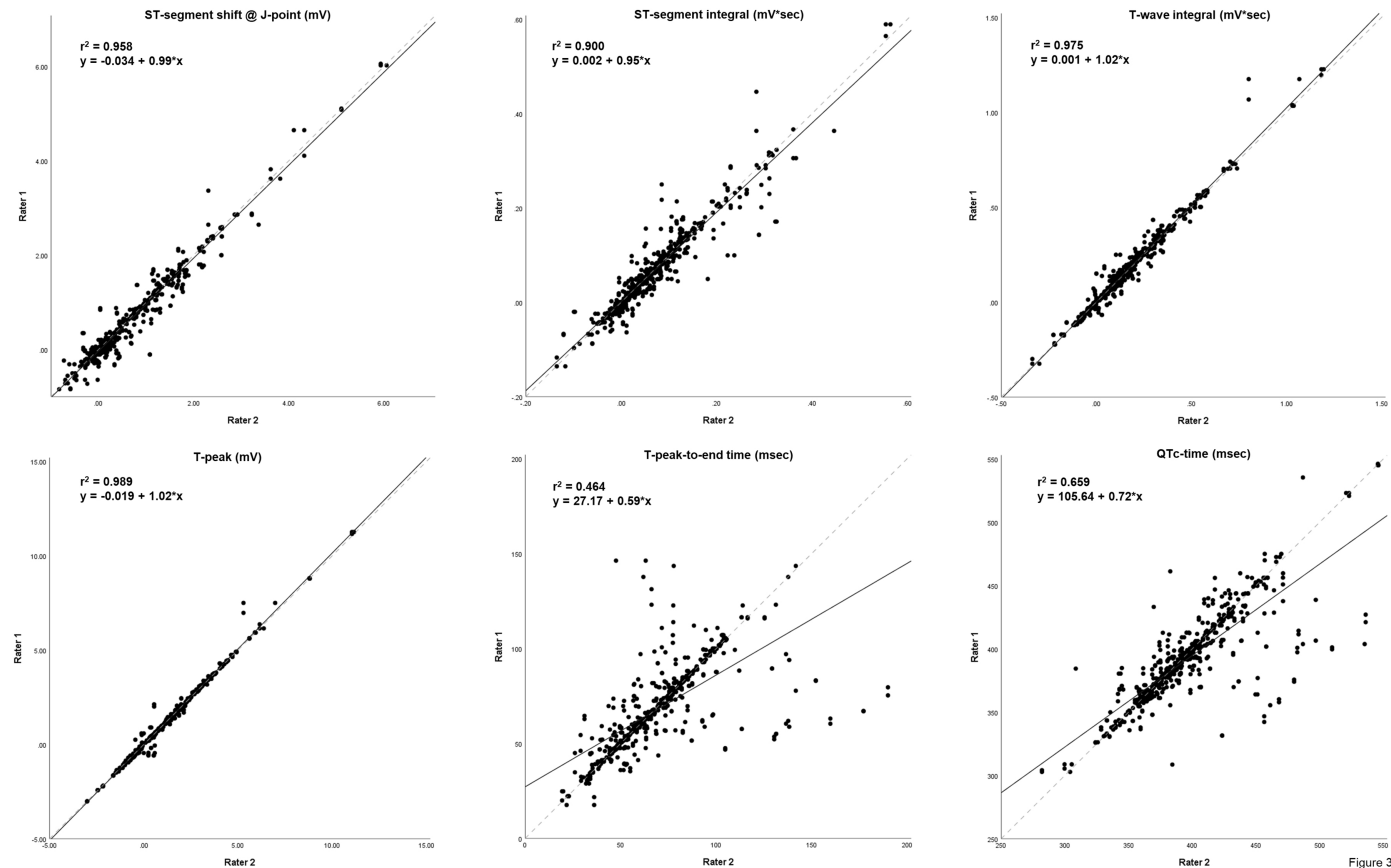 ST-segment shift @ J-point (mV)
r² = 0.958
y = -0.034 + 0.99*x
6.00
4.00
2.00
.00
Rater 1
.00 2.00 4.00 6.00
Rater 2
ST-segment integral (mV*sec)
r² = 0.900
y = 0.002 + 0.95*x
.60
.40
.20
.00
-.20
Rater 1
-.20 .00 .20 .40 .60
Rater 2
T-wave integral (mV*sec)
r² = 0.975
y = 0.001 + 1.02*x
1.50
1.00
.50
.00
-.50
Rater 1
-.50 .00 .50 1.00 1.50
Rater 2
T-peak (mV)
r² = 0.989
y = -0.019 + 1.02*x
15.00
10.00
5.00
.00
-5.00
Rater 1
-5.00 .00 5.00 10.00 15.00
Rater 2
T-peak-to-end time (msec)
r² = 0.464
y = 27.17 + 0.59*x
200
150
100
50
0
Rater 1
0 50 100 150 200
Rater 2
QTc-time (msec)
r² = 0.659
y = 105.64 + 0.72*x
550
500
450
400
350
300
250
Rater 1
250 300 350 400 450 500 550
Rater 2
Figure 3